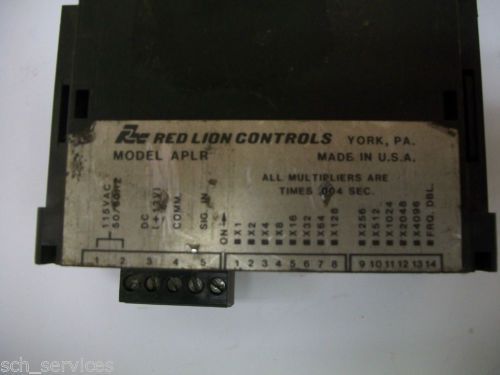 RLC RED LION CONTROLS YORK, PA.
MODEL APLR MADE IN U.S.A.
ALL MULTIPLIERS ARE
TIMES .004 SEC.
115VAC
50/60HZ
DC
(+12V)
COMM.
SIG. IN
ON
X1
X2
X4
X8
X16
X32
X64
X128
X256
X512
X1024
X2048
X4096
FRQ. DBL.
1 2 3 4 5 1 2 3 4 5 6 7 8 9 10 11 12 13 14
sch_services